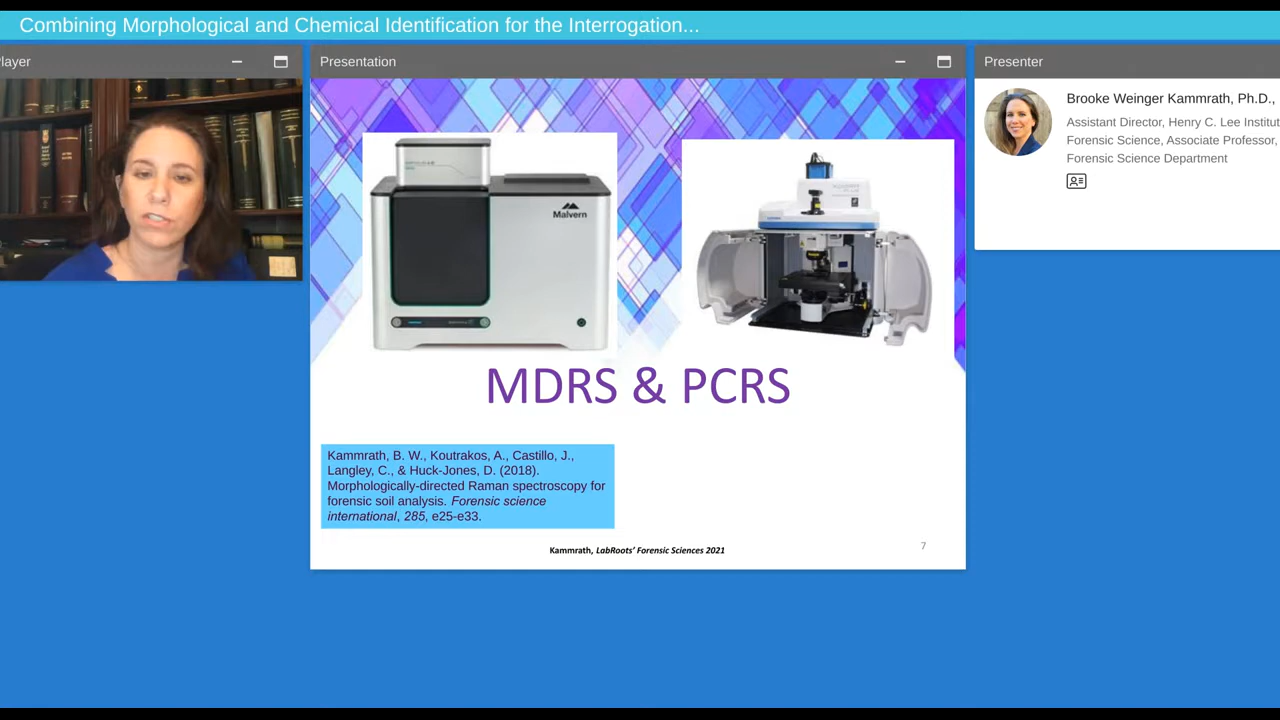 Combining Morphological and Chemical Identification for the Interrogation...
layer
Presentation
Presenter
Brooke Weinger Kammrath, Ph.D.,
Assistant Director, Henry C. Lee Institut
Forensic Science, Associate Professor,
Forensic Science Department
Malvern
MDRS & PCRS
Kammrath, B. W., Koutrakos, A., Castillo, J.,
Langley, C., & Huck-Jones, D. (2018).
Morphologically-directed Raman spectroscopy for
forensic soil analysis. Forensic science
international, 285, e25-e33.
Kammrath, LabRoots' Forensic Sciences 2021
7